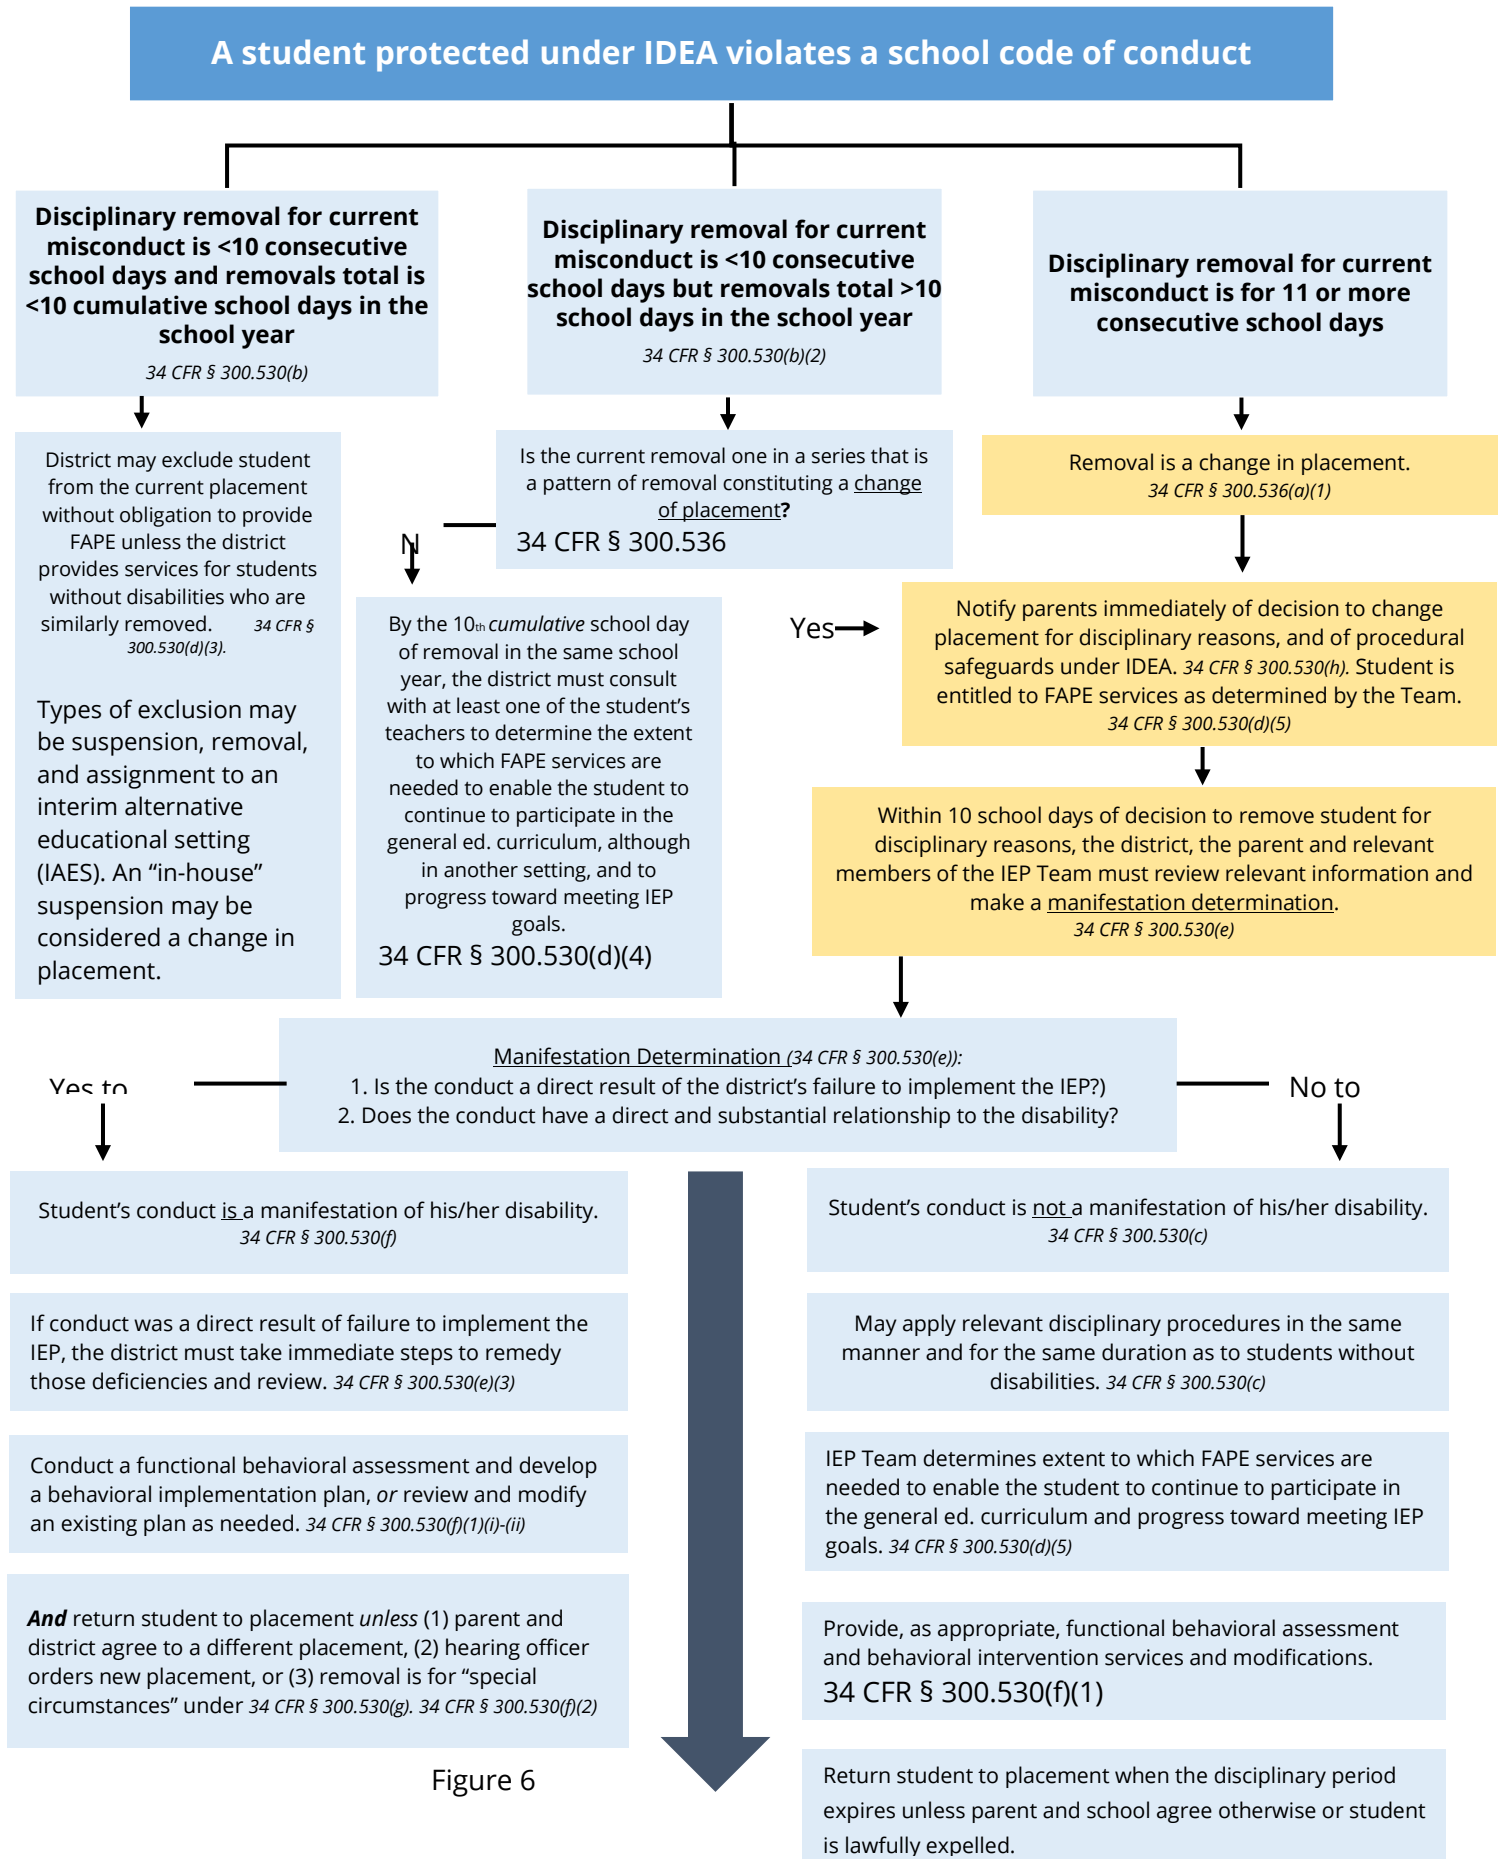 A student protected under IDEA violates a school code of conduct
Disciplinary removal for current
misconduct is <10 consecutive
school days and removals total is
<10 cumulative school days in the
school year
34 CFR § 300.530(b)
Disciplinary removal for current
misconduct is <10 consecutive
school days but removals total >10
school days in the school year
34 CFR § 300.530(b)(2)
Disciplinary removal for current
misconduct is for 11 or more
consecutive school days
District may exclude student
from the current placement
without obligation to provide
FAPE unless the district
provides services for students
without disabilities who are
similarly removed. 34 CFR §
300.530(d)(3).
Types of exclusion may
be suspension, removal,
and assignment to an
interim alternative
educational setting
(IAES). An “in-house”
suspension may be
considered a change in
placement.
Is the current removal one in a series that is
a pattern of removal constituting a change
of placement?
34 CFR § 300.536
N
By the 10th cumulative school day
of removal in the same school
year, the district must consult
with at least one of the student’s
teachers to determine the extent
to which FAPE services are
needed to enable the student to
continue to participate in the
general ed. curriculum, although
in another setting, and to
progress toward meeting IEP
goals.
34 CFR § 300.530(d)(4)
Removal is a change in placement.
34 CFR § 300.536(a)(1)
Yes
Notify parents immediately of decision to change
placement for disciplinary reasons, and of procedural
safeguards under IDEA. 34 CFR § 300.530(h). Student is
entitled to FAPE services as determined by the Team.
34 CFR § 300.530(d)(5)
Within 10 school days of decision to remove student for
disciplinary reasons, the district, the parent and relevant
members of the IEP Team must review relevant information and
make a manifestation determination.
34 CFR § 300.530(e)
Manifestation Determination (34 CFR § 300.530(e)):
1. Is the conduct a direct result of the district’s failure to implement the IEP?)
2. Does the conduct have a direct and substantial relationship to the disability?
Yes to
No to
Student’s conduct is a manifestation of his/her disability.
34 CFR § 300.530(f)
If conduct was a direct result of failure to implement the
IEP, the district must take immediate steps to remedy
those deficiencies and review. 34 CFR § 300.530(e)(3)
Conduct a functional behavioral assessment and develop
a behavioral implementation plan, or review and modify
an existing plan as needed. 34 CFR § 300.530(f)(1)(i)-(ii)
And return student to placement unless (1) parent and
district agree to a different placement, (2) hearing officer
orders new placement, or (3) removal is for “special
circumstances” under 34 CFR § 300.530(g). 34 CFR § 300.530(f)(2)
Student’s conduct is not a manifestation of his/her disability.
34 CFR § 300.530(c)
May apply relevant disciplinary procedures in the same
manner and for the same duration as to students without
disabilities. 34 CFR § 300.530(c)
IEP Team determines extent to which FAPE services are
needed to enable the student to continue to participate in
the general ed. curriculum and progress toward meeting IEP
goals. 34 CFR § 300.530(d)(5)
Provide, as appropriate, functional behavioral assessment
and behavioral intervention services and modifications.
34 CFR § 300.530(f)(1)
Return student to placement when the disciplinary period
expires unless parent and school agree otherwise or student
is lawfully expelled.
Figure 6